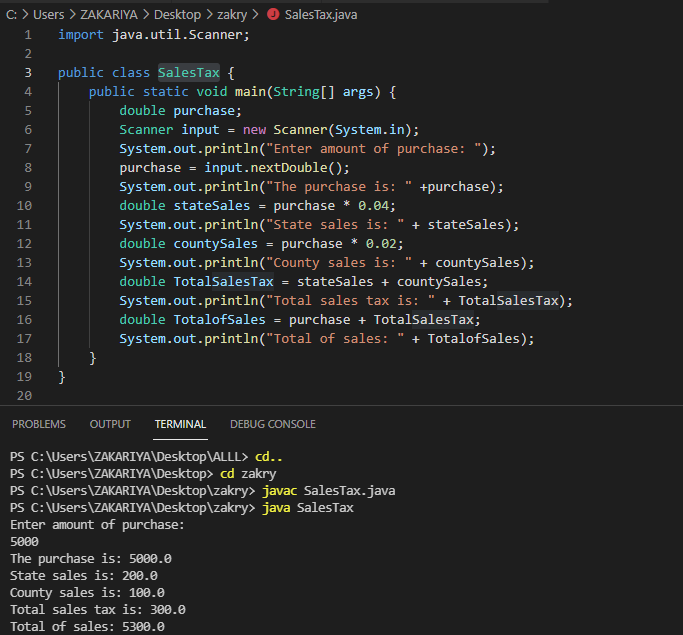 C: > Users > ZAKARIYA > Desktop > zakry > J SalesTax.java
1 import java.util.Scanner;
2
3 public class SalesTax {
4 public static void main(String[] args) {
5 double purchase;
6 Scanner input = new Scanner(System.in);
7 System.out.println("Enter amount of purchase: ");
8 purchase = input.nextDouble();
9 System.out.println("The purchase is: " +purchase);
10 double stateSales = purchase * 0.04;
11 System.out.println("State sales is: " + stateSales);
12 double countySales = purchase * 0.02;
13 System.out.println("County sales is: " + countySales);
14 double TotalSalesTax = stateSales + countySales;
15 System.out.println("Total sales tax is: " + TotalSalesTax);
16 double TotalofSales = purchase + TotalSalesTax;
17 System.out.println("Total of sales: " + TotalofSales);
18 }
19 }
20
PROBLEMS OUTPUT TERMINAL DEBUG CONSOLE
PS C:\Users\ZAKARIYA\Desktop\ALLL> cd..
PS C:\Users\ZAKARIYA\Desktop> cd zakry
PS C:\Users\ZAKARIYA\Desktop\zakry> javac SalesTax.java
PS C:\Users\ZAKARIYA\Desktop\zakry> java SalesTax
Enter amount of purchase:
5000
The purchase is: 5000.0
State sales is: 200.0
County sales is: 100.0
Total sales tax is: 300.0
Total of sales: 5300.0